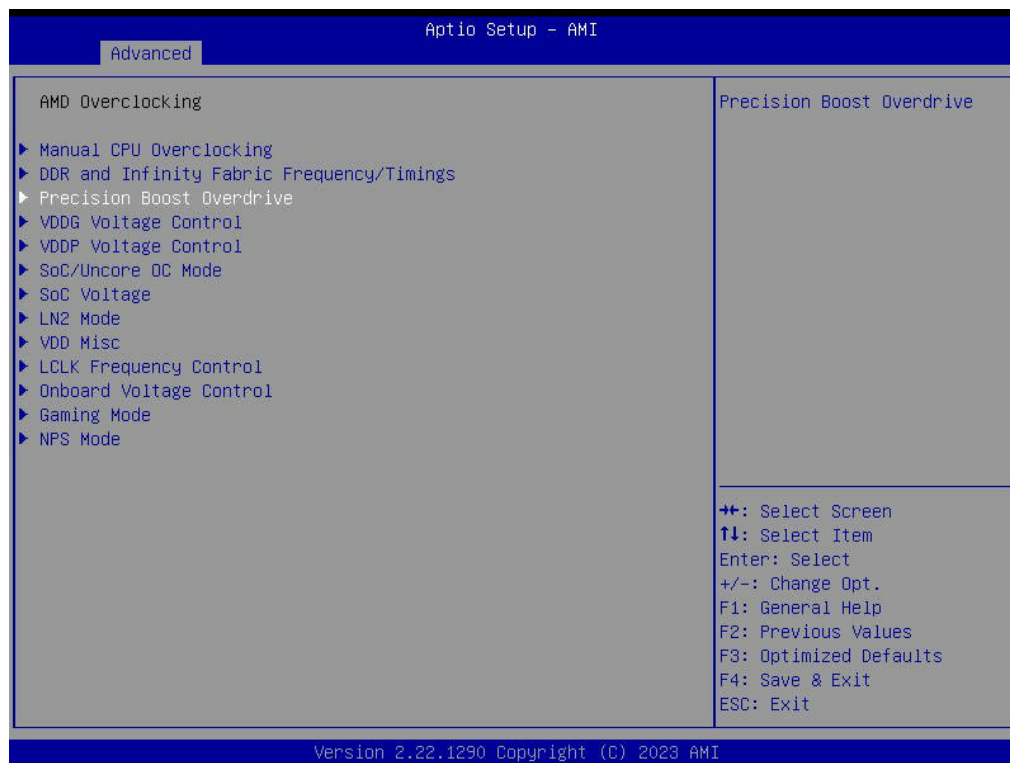 Aptio Setup – AMI
Advanced
AMD Overclocking
Manual CPU Overclocking
DDR and Infinity Fabric Frequency/Timings
Precision Boost Overdrive
VDDG Voltage Control
VDDP Voltage Control
SoC/Uncore OC Mode
SoC Voltage
LN2 Mode
VDD Misc
LCLK Frequency Control
Onboard Voltage Control
Gaming Mode
NPS Mode
Precision Boost Overdrive
→←: Select Screen
↑↓: Select Item
Enter: Select
+/-: Change Opt.
F1: General Help
F2: Previous Values
F3: Optimized Defaults
F4: Save & Exit
ESC: Exit
Version 2.22.1290 Copyright (C) 2023 AMI